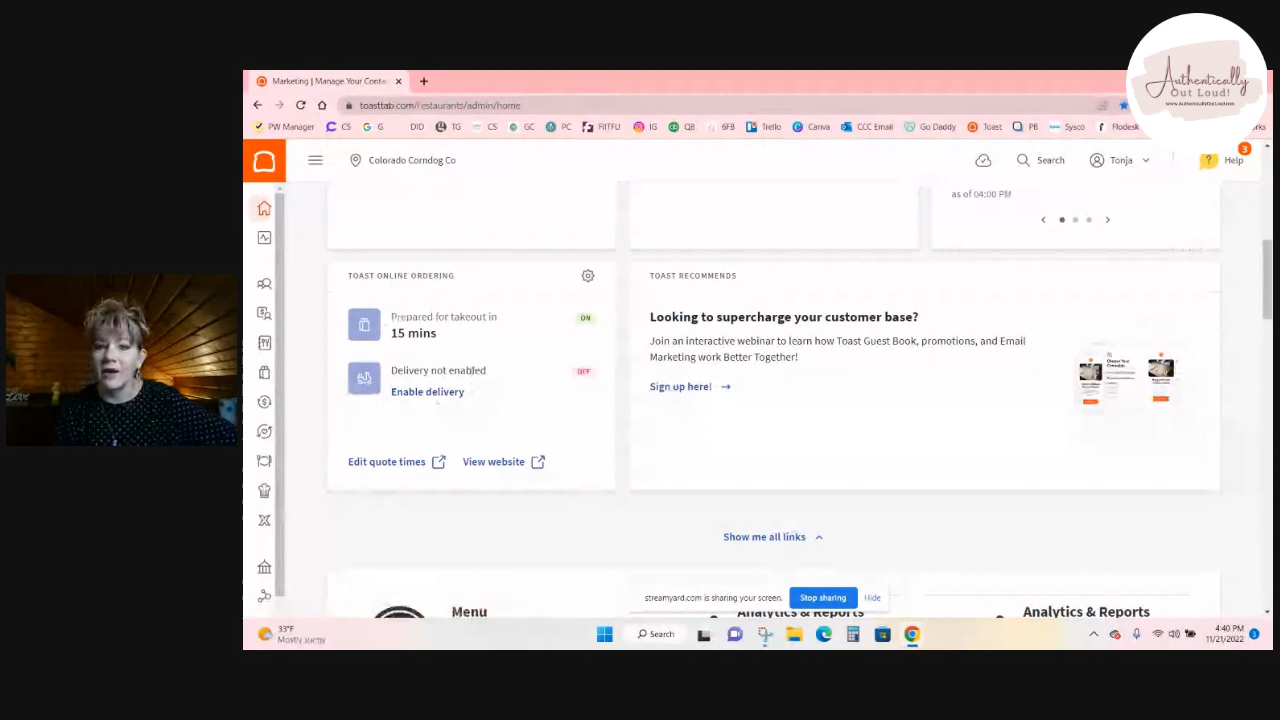 Authentically
Out Loud!
www.AuthenticallyOutLoud.com
Marketing | Manage Your Conta
toasttab.com/restaurants/admin/home
PW Manager CS G DID TG CS GC PC FIITFU IG QB 6FB Trello Canva CCC Email Go Daddy Toast PB Sysco Flodesk
Colorado Corndog Co
Search
Tonja
? Help
3
as of 04:00 PM
TOAST ONLINE ORDERING
Prepared for takeout in
15 mins
ON
Delivery not enabled
OFF
Enable delivery
Edit quote times
View website
TOAST RECOMMENDS
Looking to supercharge your customer base?
Join an interactive webinar to learn how Toast Guest Book, promotions, and Email
Marketing work Better Together!
Sign up here! →
Show me all links
Menu
Analytics & Reports
Analytics & Reports
streamyard.com is sharing your screen.
Stop sharing
Hide
33°F
Mostly sunny
Search
4:40 PM
11/21/2022
3